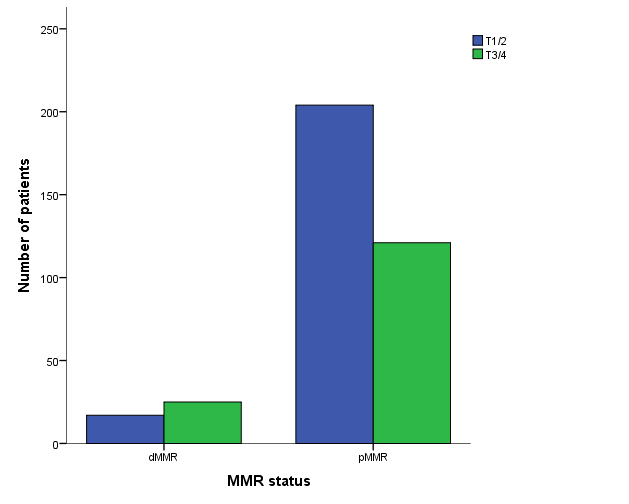 250
200
150
100
50
0
Number of patients
dMMR
pMMR
MMR status
T1/2
T3/4